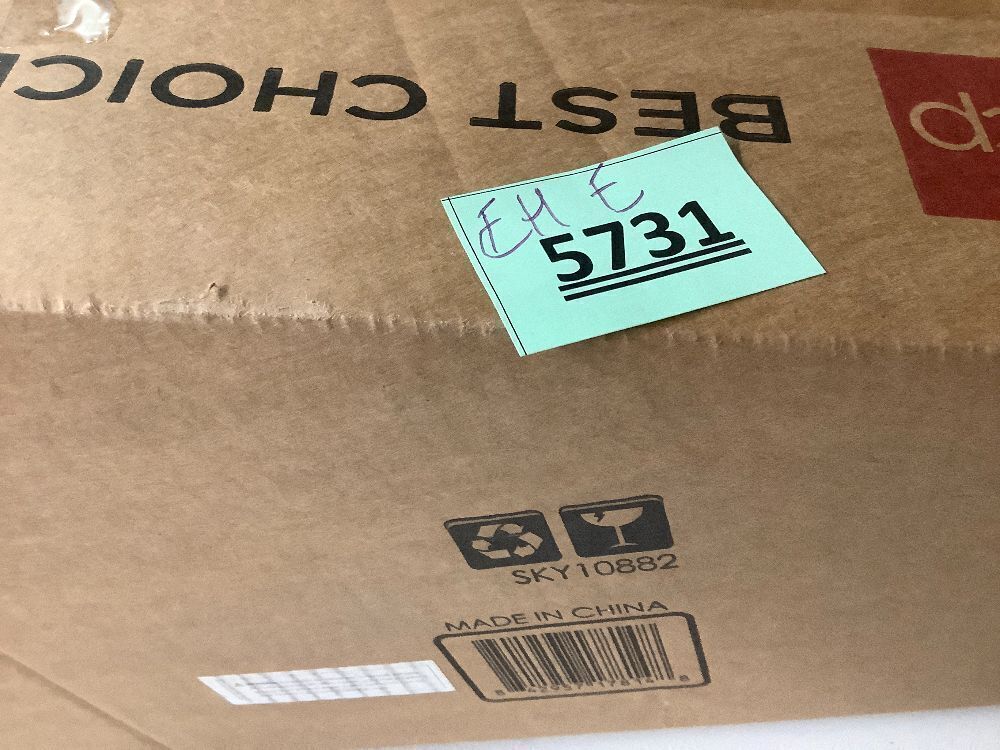 BEST CHOICE
EH E
5731
SKY10882
MADE IN CHINA